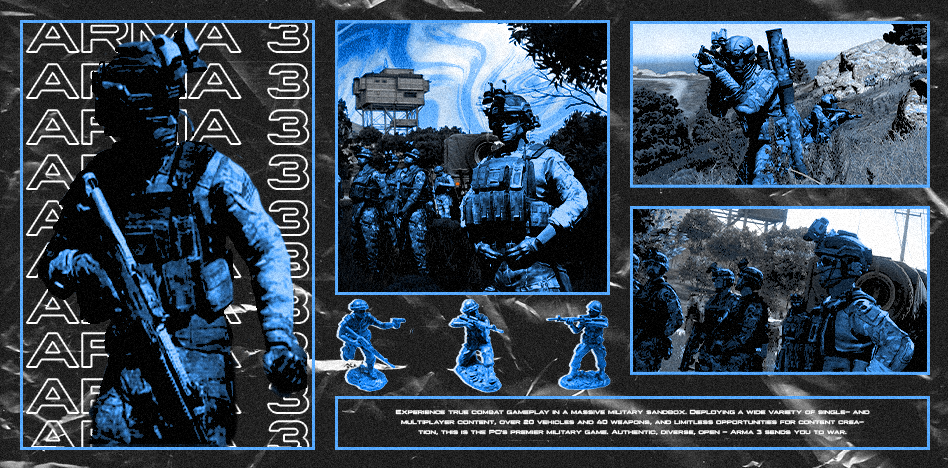 ARMA 3
ARMA 3
ARMA 3
ARMA 3
ARMA 3
ARMA 3
ARMA 3
ARMA 3
ARMA 3
ARMA 3
Experience true combat gameplay in a massive military sandbox. Deploying a wide variety of single- and
multiplayer content, over 20 vehicles and 40 weapons, and limitless opportunities for content crea-
tion, this is the PC's premier military game. Authentic, diverse, open - Arma 3 sends you to war.